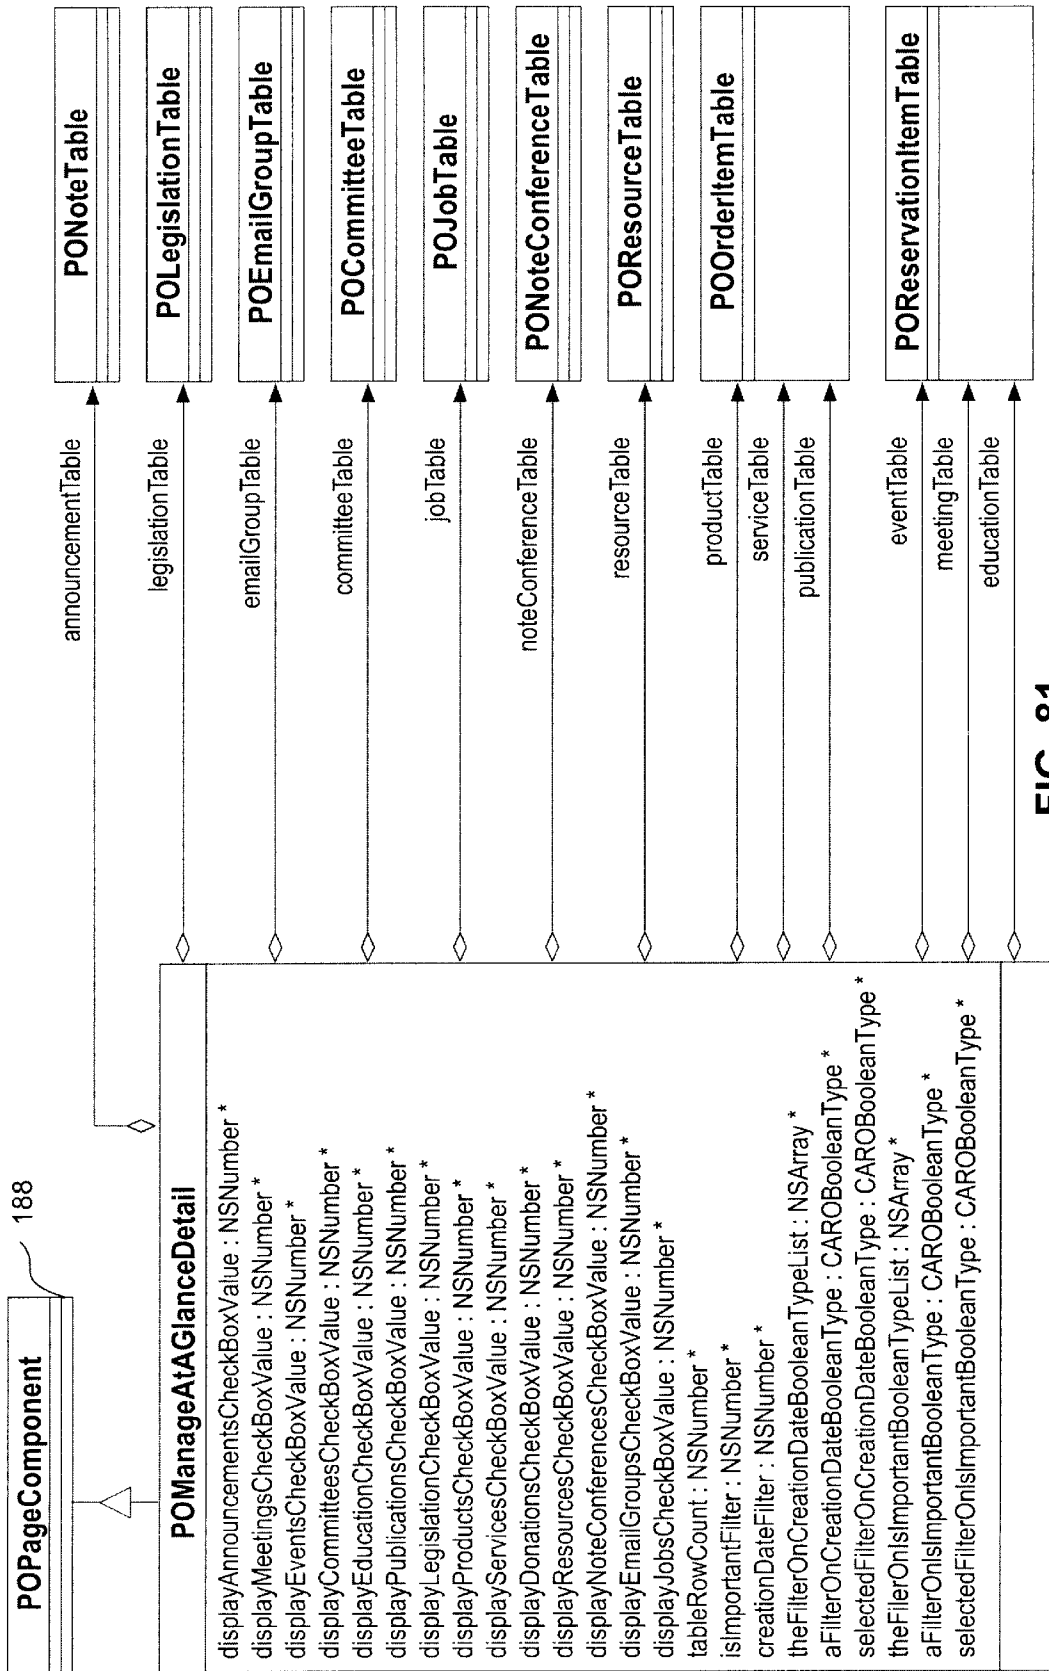 POPageComponent
188
POManageAtAGlanceDetail
displayAnnouncementsCheckBoxValue : NSNumber *
displayMeetingsCheckBoxValue : NSNumber *
displayEventsCheckBoxValue : NSNumber *
displayCommitteesCheckBoxValue : NSNumber *
displayEducationCheckBoxValue : NSNumber *
displayPublicationsCheckBoxValue : NSNumber *
displayLegislationCheckBoxValue : NSNumber *
displayProductsCheckBoxValue : NSNumber *
displayServicesCheckBoxValue : NSNumber *
displayDonationsCheckBoxValue : NSNumber *
displayResourcesCheckBoxValue : NSNumber *
displayNoteConferencesCheckBoxValue : NSNumber *
displayEmailGroupsCheckBoxValue : NSNumber *
displayJobsCheckBoxValue : NSNumber *
tableRowCount : NSNumber *
isImportantFilter : NSNumber *
creationDateFilter : NSNumber *
theFilterOnCreationDateBooleanTypeList : NSArray *
aFilterOnCreationDateBooleanType : CAROBooleanType *
selectedFilterOnCreationDateBooleanType : CAROBooleanType *
theFilerOnIsImportantBooleanTypeList : NSArray *
aFilterOnIsImportantBooleanType : CAROBooleanType *
selectedFilterOnIsImportantBooleanType : CAROBooleanType *
announcementTable
PONoteTable
legislationTable
POLegislationTable
emailGroupTable
POEmailGroupTable
committeeTable
POCommitteeTable
jobTable
POJobTable
noteConferenceTable
PONoteConferenceTable
resourceTable
POResourceTable
productTable
serviceTable
publicationTable
POOrderItemTable
eventTable
meetingTable
educationTable
POReservationItemTable
FIG. 81